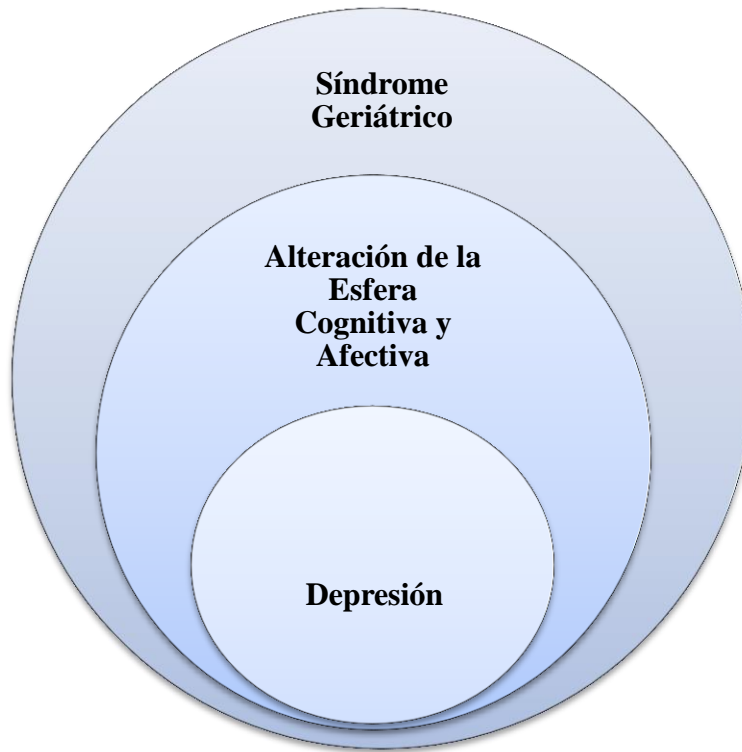 Síndrome
Geriátrico
Alteración de la
Esfera
Cognitiva y
Afectiva
Depresión